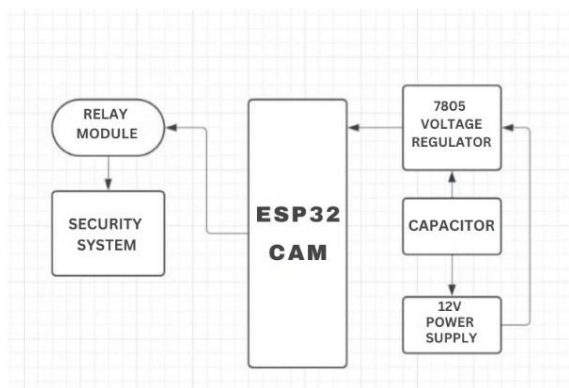 RELAY
MODULE
SECURITY
SYSTEM
ESP32
CAM
7805
VOLTAGE
REGULATOR
CAPACITOR
12V
POWER
SUPPLY